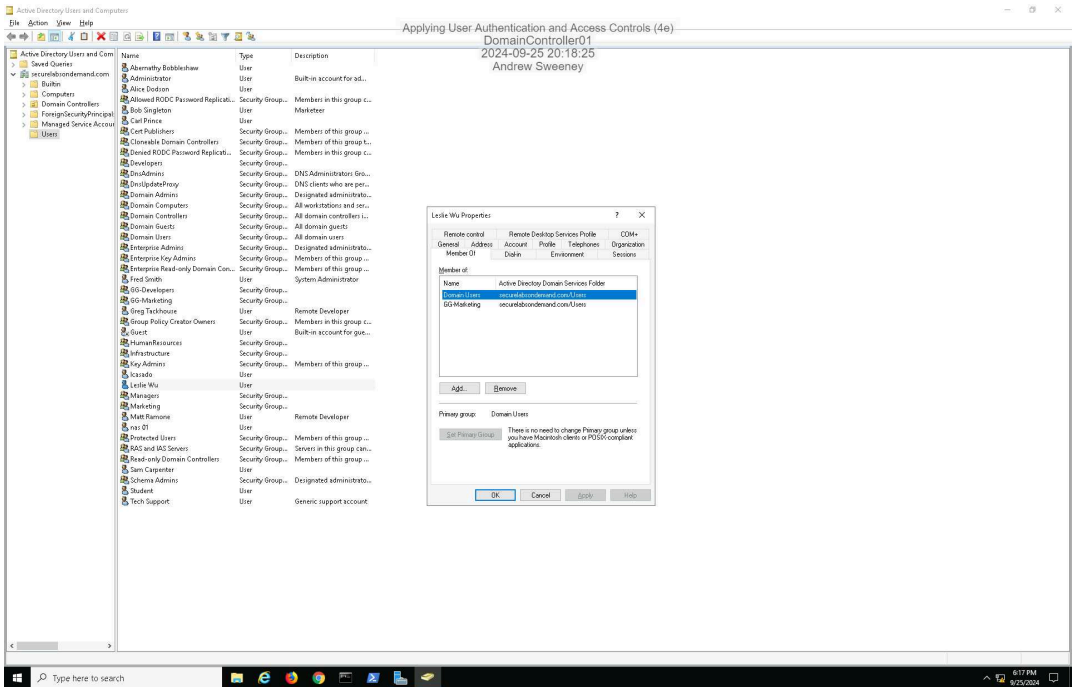 Active Directory Users and Computers
File Action View Help
Applying User Authentication and Access Controls (4e)
DomainController01
2024-09-25 20:18:25
Andrew Sweeney
Active Directory Users and Com
Saved Queries
securelabsondemand.com
Builtin
Computers
Domain Controllers
ForeignSecurityPrincipal
Managed Service Accour
Users
Name Type Description
Abernathy Bobbleshaw User
Administrator User Built-in account for ad...
Alice Dodson User
Allowed RODC Password Replicati... Security Group... Members in this group c...
Bob Singleton User Marketeer
Carl Prince User
Cert Publishers Security Group... Members of this group ...
Cloneable Domain Controllers Security Group... Members of this group t...
Denied RODC Password Replicati... Security Group... Members in this group c...
Developers Security Group...
DnsAdmins Security Group... DNS Administrators Gro...
DnsUpdateProxy Security Group... DNS clients who are per...
Domain Admins Security Group... Designated administrato...
Domain Computers Security Group... All workstations and ser...
Domain Controllers Security Group... All domain controllers i...
Domain Guests Security Group... All domain guests
Domain Users Security Group... All domain users
Enterprise Admins Security Group... Designated administrato...
Enterprise Key Admins Security Group... Members of this group ...
Enterprise Read-only Domain Con... Security Group... Members of this group ...
Fred Smith User System Administrator
GG-Developers Security Group...
GG-Marketing Security Group...
Greg Tackhouse User Remote Developer
Group Policy Creator Owners Security Group... Members in this group c...
Guest User Built-in account for gue...
HumanResources Security Group...
Infrastructure Security Group...
Key Admins Security Group... Members of this group ...
lcasado User
Leslie Wu User
Managers Security Group...
Marketing Security Group...
Matt Ramone User Remote Developer
nas 01 User
Protected Users Security Group... Members of this group ...
RAS and IAS Servers Security Group... Servers in this group can...
Read-only Domain Controllers Security Group... Members of this group ...
Sam Carpenter User
Schema Admins Security Group... Designated administrato...
Student User
Tech Support User Generic support account
Leslie Wu Properties ? X
Remote control Remote Desktop Services Profile COM+
General Address Account Profile Telephones Organization
Member Of Dial-in Environment Sessions
Member of:
Name Active Directory Domain Services Folder
Domain Users securelabsondemand.com/Users
GG-Marketing securelabsondemand.com/Users
Add... Remove
Primary group: Domain Users
Set Primary Group
There is no need to change Primary group unless
you have Macintosh clients or POSIX-compliant
applications.
OK Cancel Apply Help
Type here to search
6:17 PM
9/25/2024